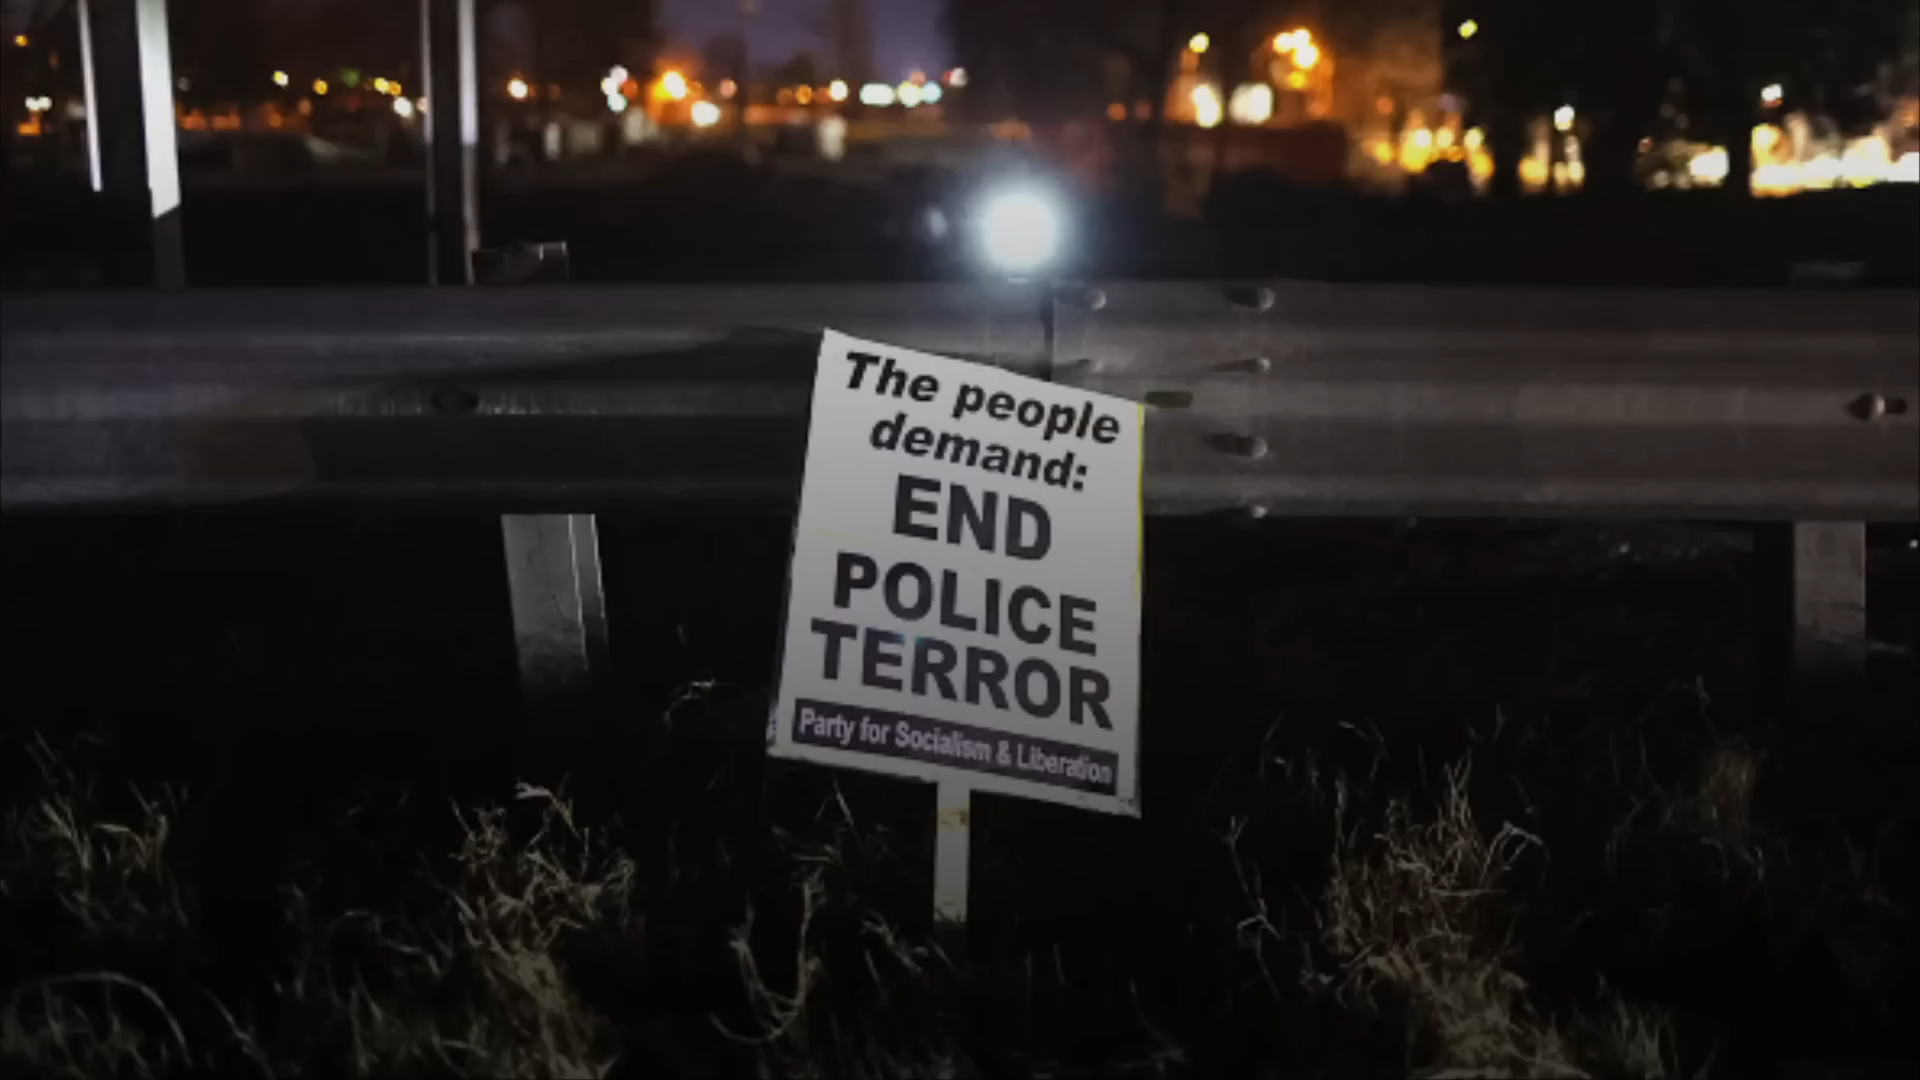 The people
demand:
END
POLICE
TERROR
Party for Socialism & Liberation